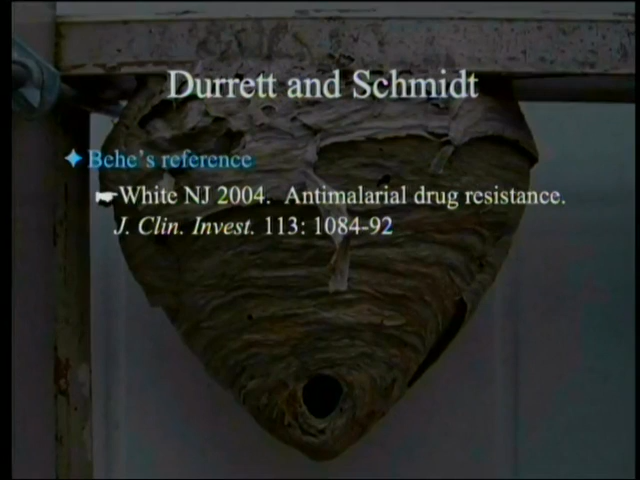 Durrett and Schmidt
Behe's reference
White NJ 2004. Antimalarial drug resistance.
J. Clin. Invest. 113: 1084-92